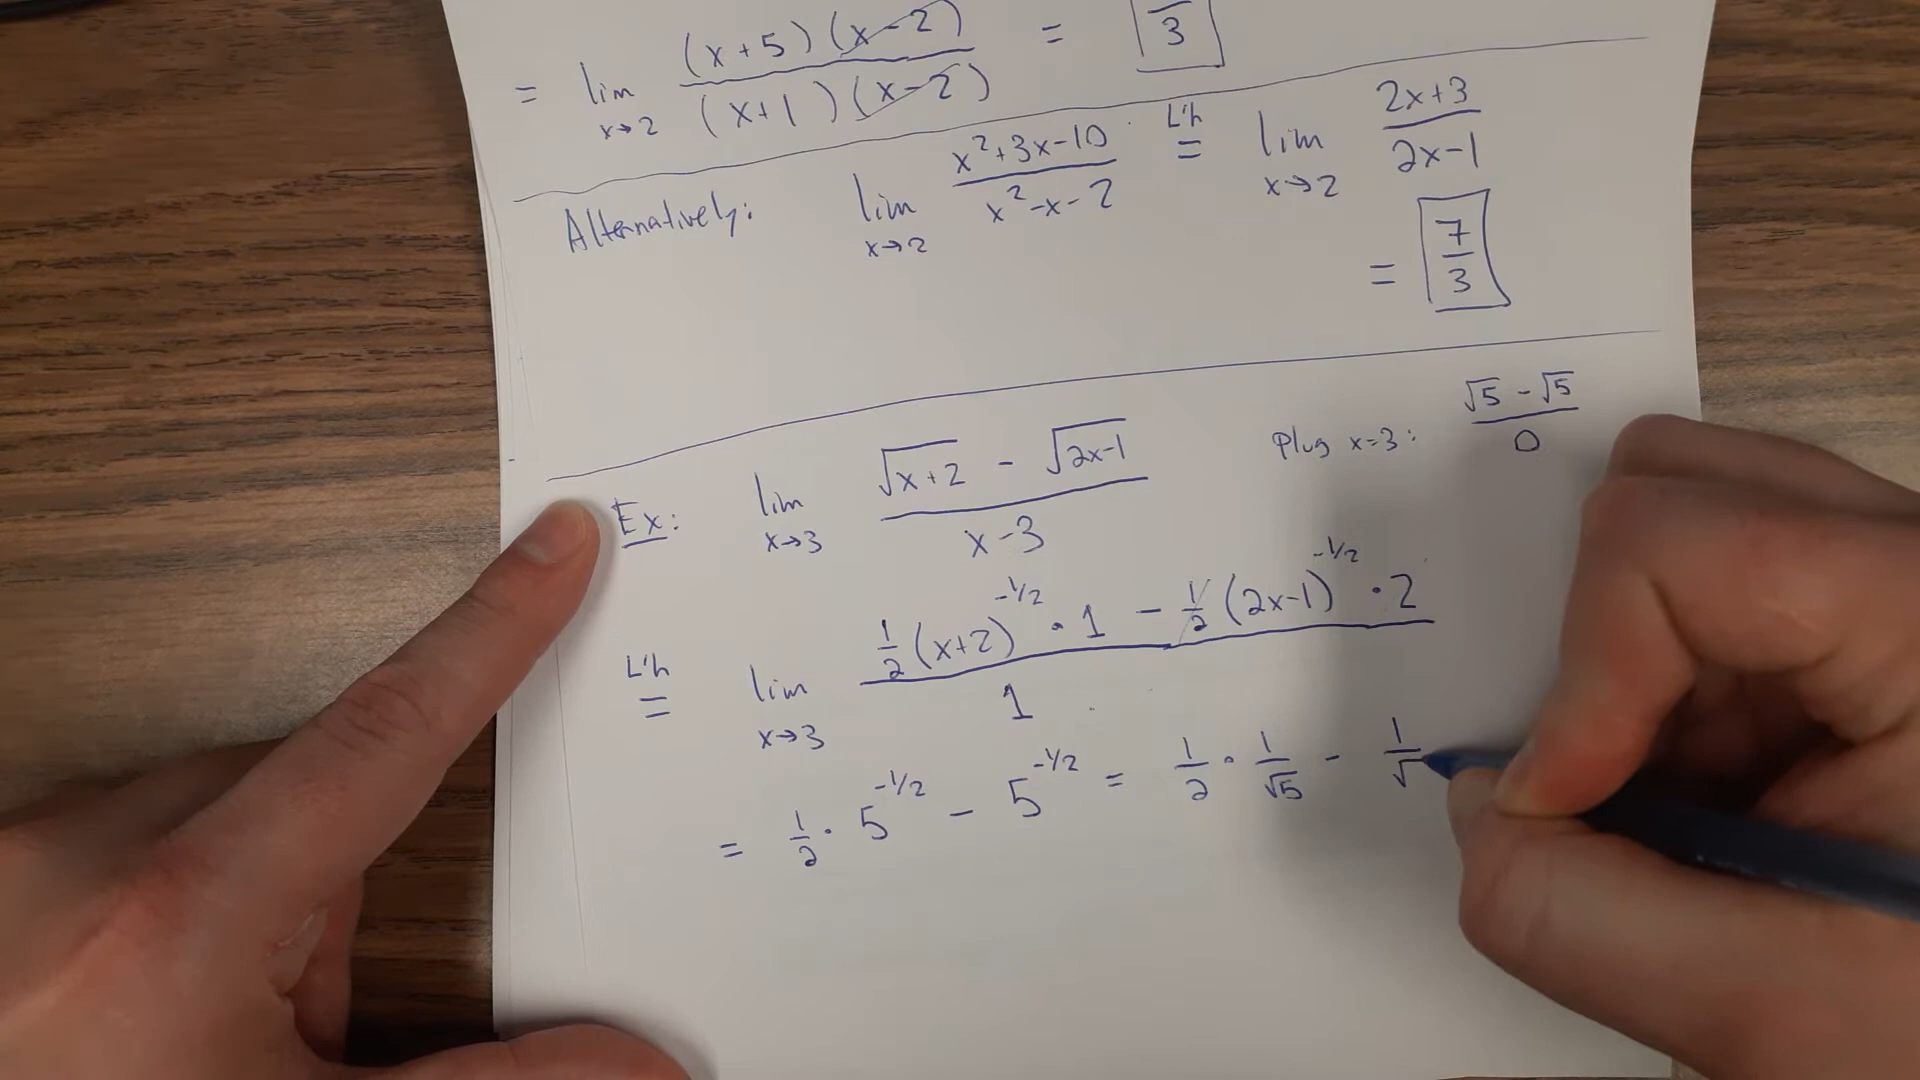 = lim x→2 (x+5)(x-2) / (x+1)(x-2) = 3
Alternatively: lim x→2 x²+3x-10 / x²-x-2 L'h = lim x→2 2x+3 / 2x-1
= 7/3
Plug x=3: √5 - √5 / 0
Ex: lim x→3 √x+2 - √2x-1 / x-3
L'h = lim x→3 ½(x+2)^-1/2 · 1 - ½(2x-1)^-1/2 · 2 / 1
= ½ · 5^-1/2 - 5^-1/2 = ½ · 1/√5 - 1/√